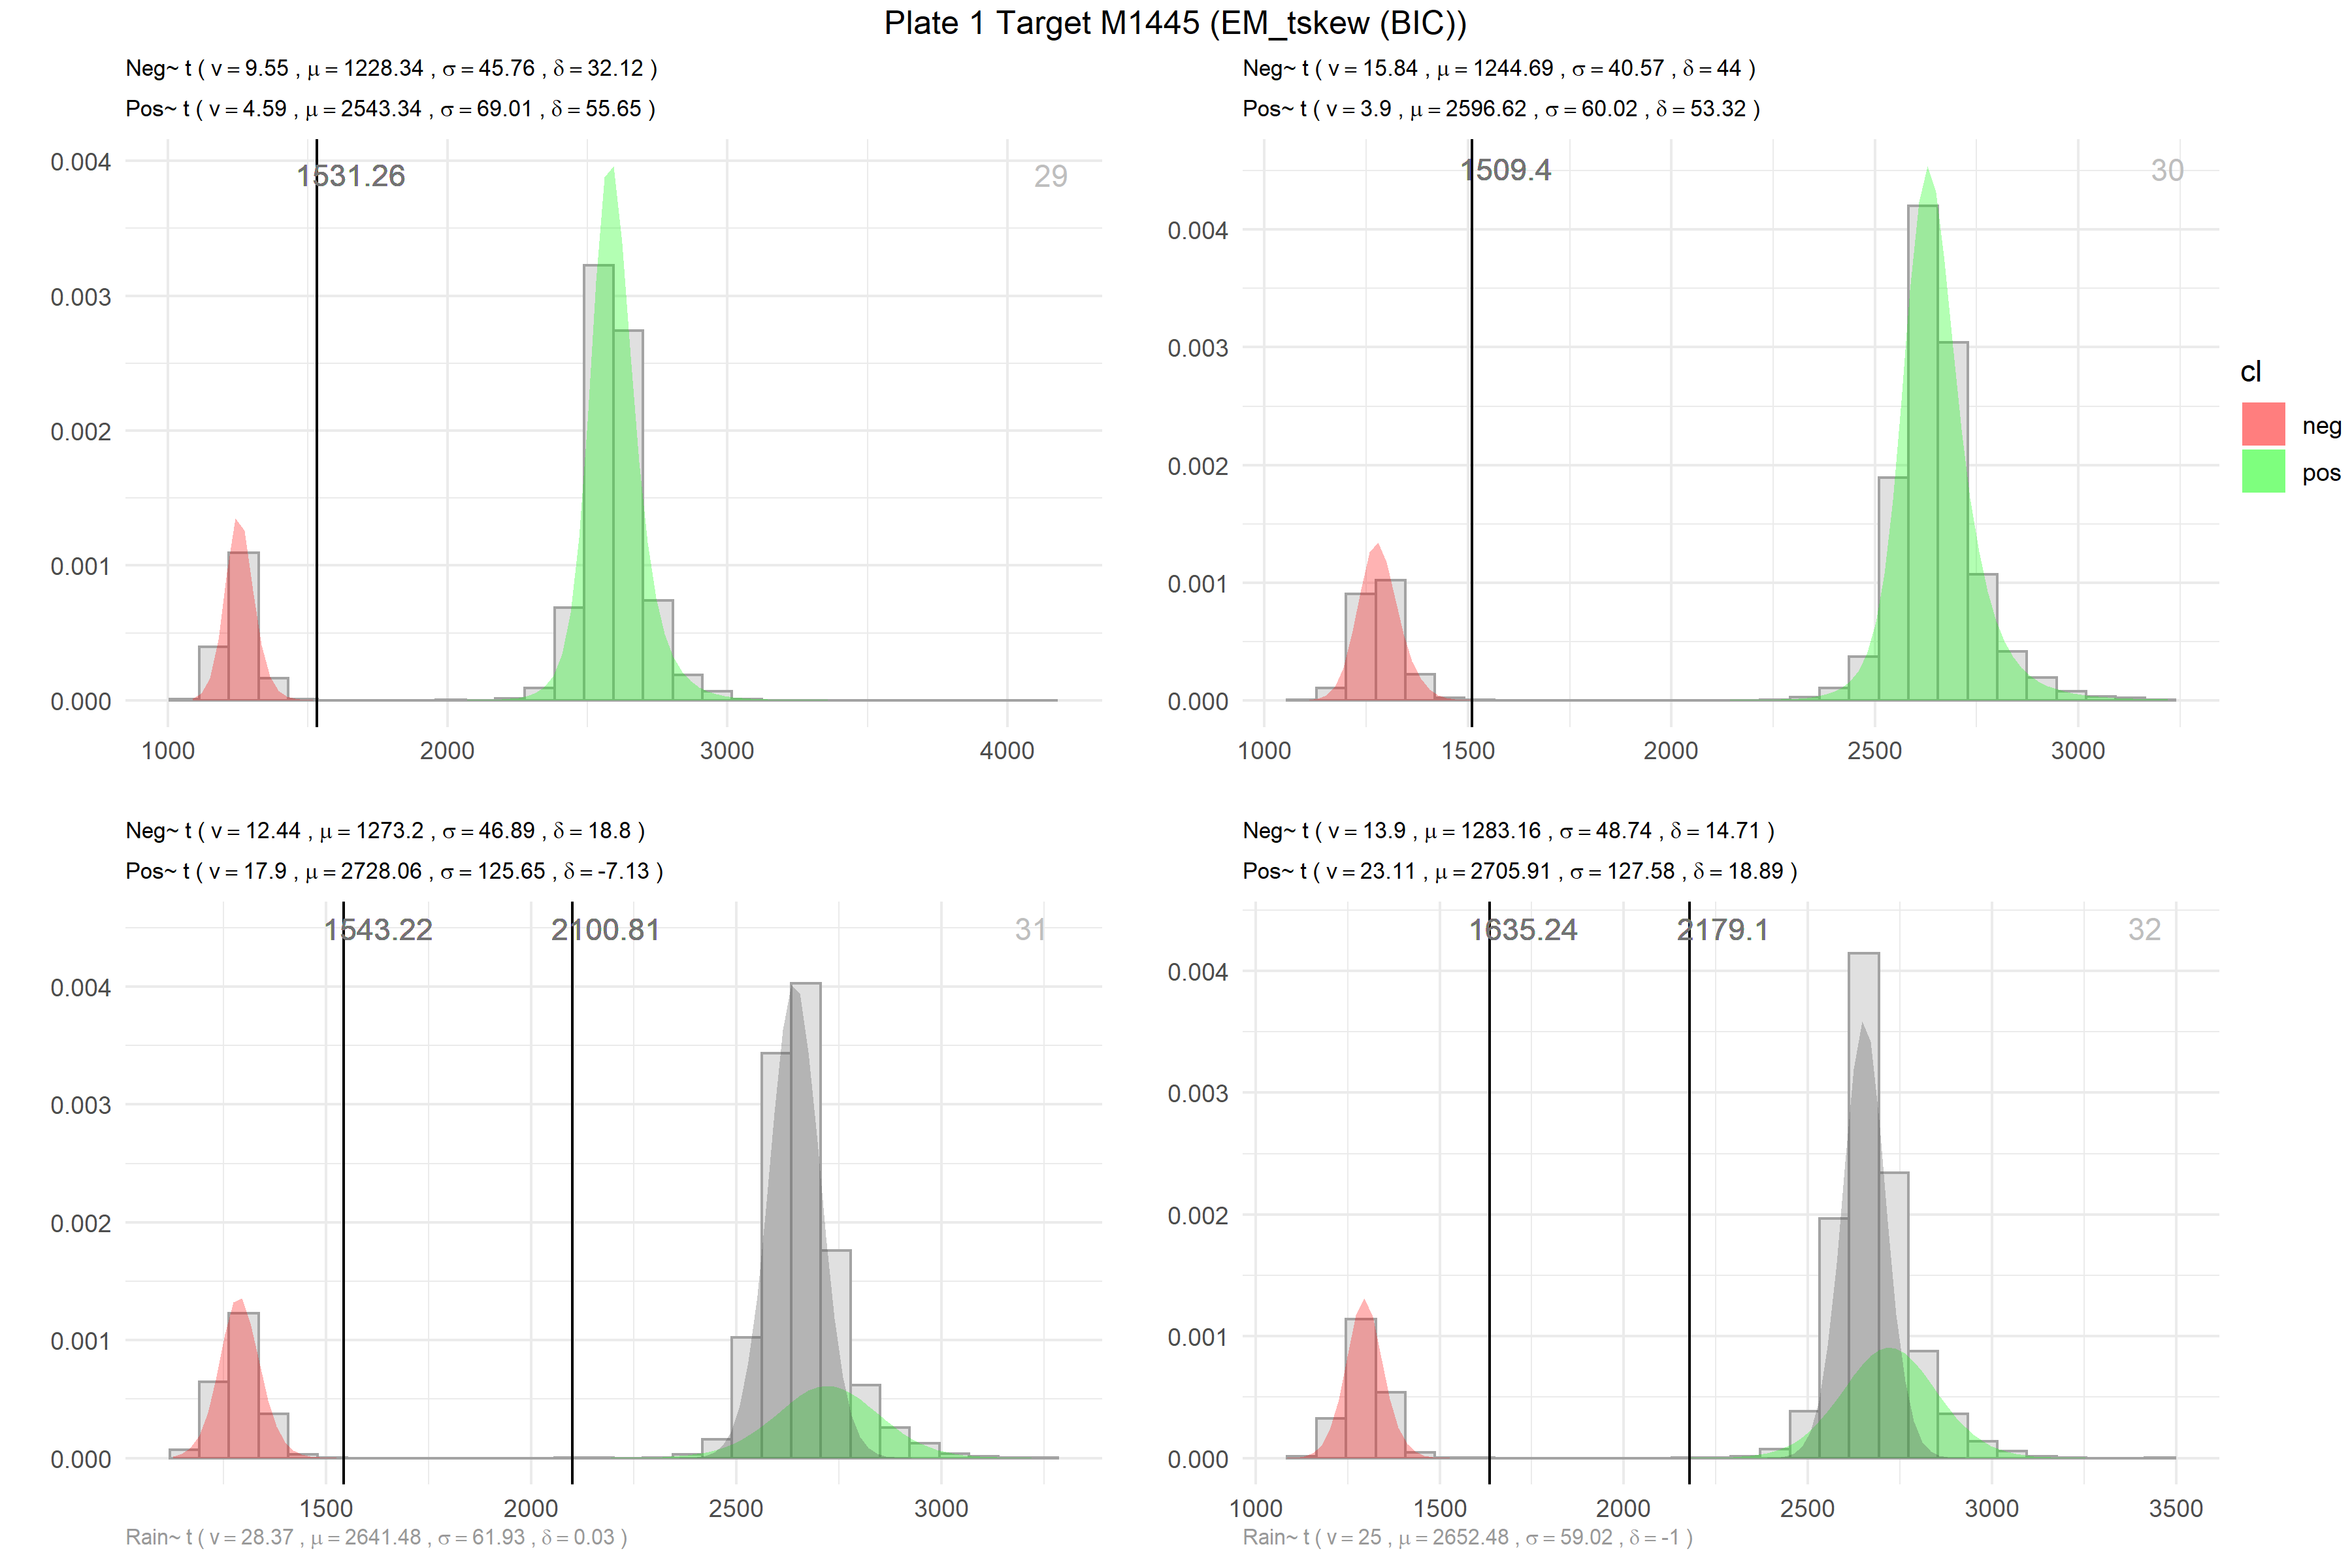 Plate 1 Target M1445 (EM_tskew (BIC))
Neg~ t ( v = 9.55 , μ = 1228.34 , σ = 45.76 , δ = 32.12 )
Pos~ t ( v = 4.59 , μ = 2543.34 , σ = 69.01 , δ = 55.65 )
1531.26
29
0.004
0.003
0.002
0.001
0.000
1000 2000 3000 4000
Neg~ t ( v = 15.84 , μ = 1244.69 , σ = 40.57 , δ = 44 )
Pos~ t ( v = 3.9 , μ = 2596.62 , σ = 60.02 , δ = 53.32 )
1509.4
30
0.004
0.003
0.002
0.001
0.000
1000 1500 2000 2500 3000
cl
neg
pos
Neg~ t ( v = 12.44 , μ = 1273.2 , σ = 46.89 , δ = 18.8 )
Pos~ t ( v = 17.9 , μ = 2728.06 , σ = 125.65 , δ = -7.13 )
1543.22
2100.81
31
0.004
0.003
0.002
0.001
0.000
1500 2000 2500 3000
Rain~ t ( v = 28.37 , μ = 2641.48 , σ = 61.93 , δ = 0.03 )
Neg~ t ( v = 13.9 , μ = 1283.16 , σ = 48.74 , δ = 14.71 )
Pos~ t ( v = 23.11 , μ = 2705.91 , σ = 127.58 , δ = 18.89 )
1635.24
2179.1
32
0.004
0.003
0.002
0.001
0.000
1000 1500 2000 2500 3000 3500
Rain~ t ( v = 25 , μ = 2652.48 , σ = 59.02 , δ = -1 )